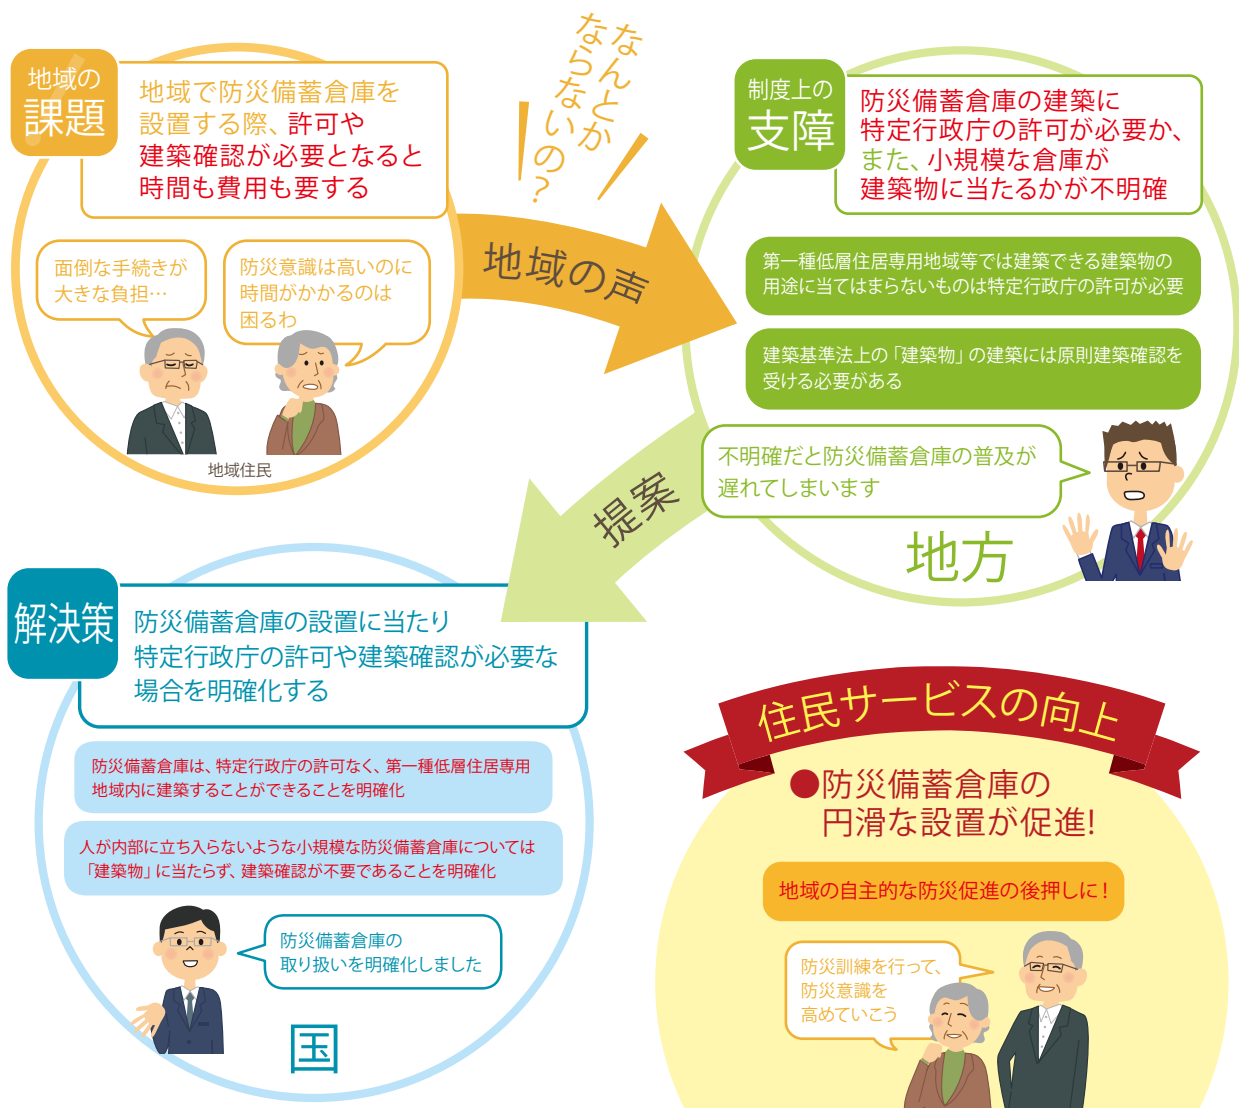 地域の
課題
地域で防災備蓄倉庫を
設置する際、許可や
建築確認が必要となると
時間も費用も要する
面倒な手続きが
大きな負担…
防災意識は高いのに
時間がかかるのは
困るわ
地域住民
なんとか
ならないの?
地域の声
制度上の
支障
防災備蓄倉庫の建築に
特定行政庁の許可が必要か、
また、小規模な倉庫が
建築物に当たるかが不明確
第一種低層住居専用地域等では建築できる建築物の
用途に当てはまらないものは特定行政庁の許可が必要
建築基準法上の「建築物」の建築には原則建築確認を
受ける必要がある
不明確だと防災備蓄倉庫の普及が
遅れてしまいます
地方
提案
解決策
防災備蓄倉庫の設置に当たり
特定行政庁の許可や建築確認が必要な
場合を明確化する
防災備蓄倉庫は、特定行政庁の許可なく、第一種低層住居専用
地域内に建築することができることを明確化
人が内部に立ち入らないような小規模な防災備蓄倉庫については
「建築物」に当たらず、建築確認が不要であることを明確化
防災備蓄倉庫の
取り扱いを明確化しました
国
住民サービスの向上
●防災備蓄倉庫の
円滑な設置が促進!
地域の自主的な防災促進の後押しに!
防災訓練を行って、
防災意識を
高めていこう